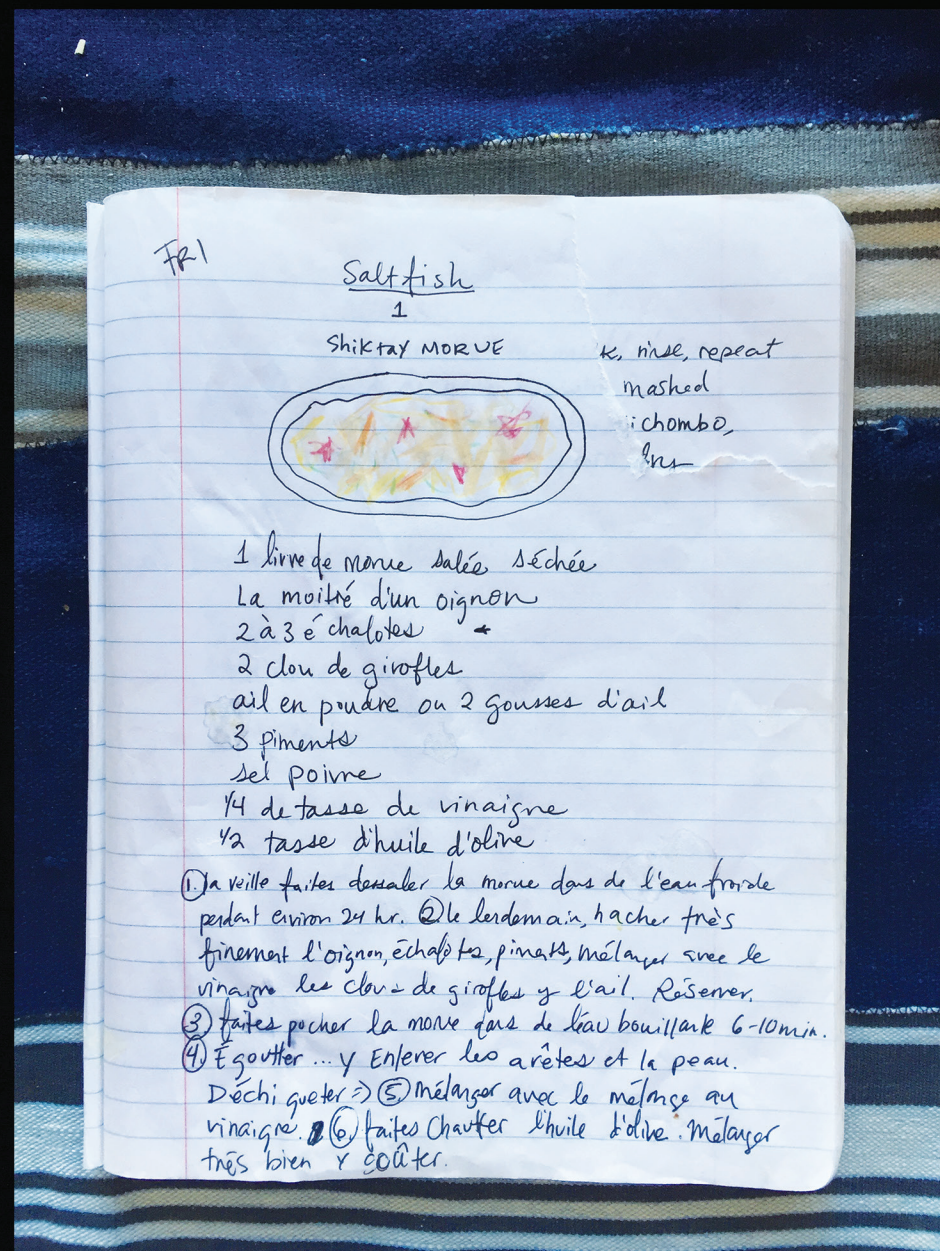 FR1
Saltfish
1
Shiktay MORUE
k, rinse, repeat
mashed
i chombo,
1 livre de morue salée séchée
La moitié d'un oignon
2 à 3 échalotes
2 clou de girofles
ail en poudre ou 2 gousses d'ail
3 piments
sel poivre
1/4 de tasse de vinaigre
1/2 tasse d'huile d'olive
1. la veille faites dessaler la morue dans de l'eau froide
pendant environ 24 hr. 2 le lendemain, hacher très
finement l'oignon, échalotes, piments, mélanger avec le
vinaigre les clous de girofles y l'ail. Réserver.
3 faites pocher la morue dans de l'eau bouillante 6-10 min.
4. Égoutter ... y Enlever les arêtes et la peau.
Déchiqueter => 5 mélanger avec le mélange au
vinaigre. 6. faites chauffer l'huile d'olive. Mélanger
très bien y goûter.